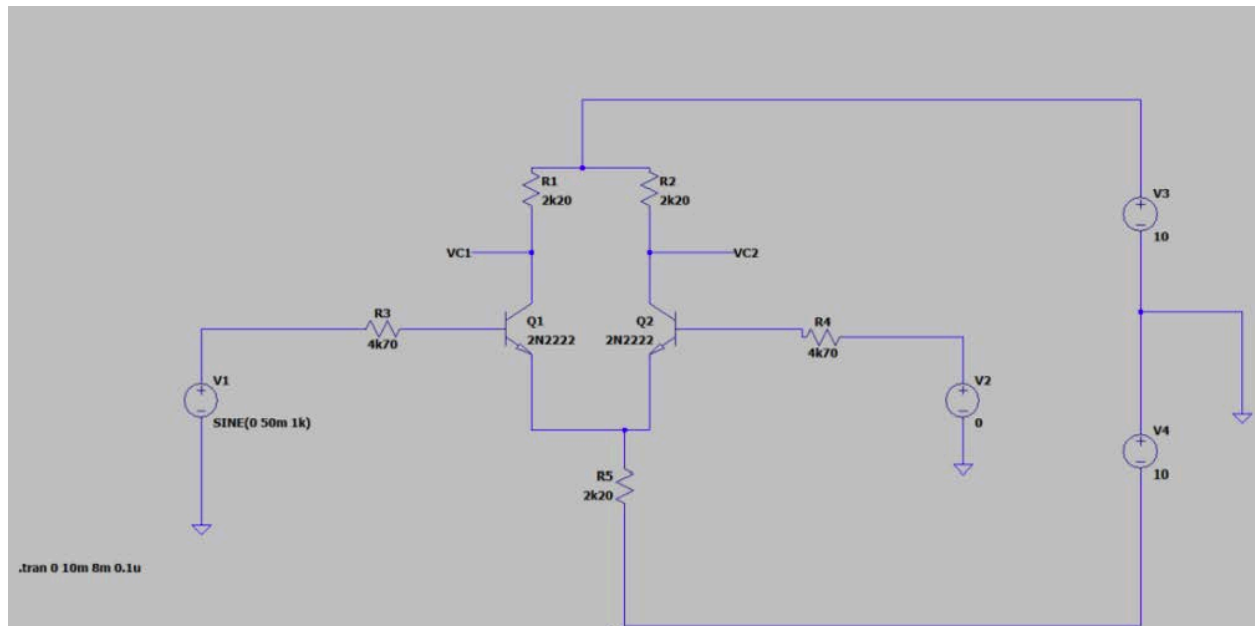 R1
2k20
R2
2k20
V3
10
VC1
VC2
R3
4k70
Q1
2N2222
Q2
2N2222
R4
4k70
V1
SINE(0 50m 1k)
V2
0
V4
10
R5
2k20
.tran 0 10m 8m 0.1u